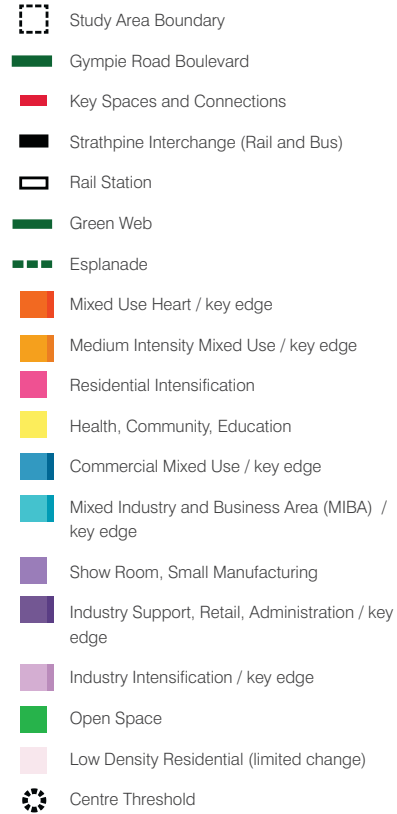 Study Area Boundary
Gympie Road Boulevard
Key Spaces and Connections
Strathpine Interchange (Rail and Bus)
Rail Station
Green Web
Esplanade
Mixed Use Heart / key edge
Medium Intensity Mixed Use / key edge
Residential Intensification
Health, Community, Education
Commercial Mixed Use / key edge
Mixed Industry and Business Area (MIBA) /
key edge
Show Room, Small Manufacturing
Industry Support, Retail, Administration / key
edge
Industry Intensification / key edge
Open Space
Low Density Residential (limited change)
Centre Threshold